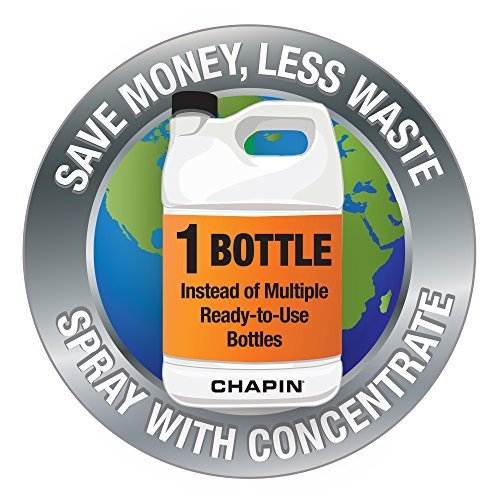 SAVE MONEY, LESS WASTE
1 BOTTLE
Instead of Multiple
Ready-to-Use
Bottles
CHAPIN®
SPRAY WITH CONCENTRATE